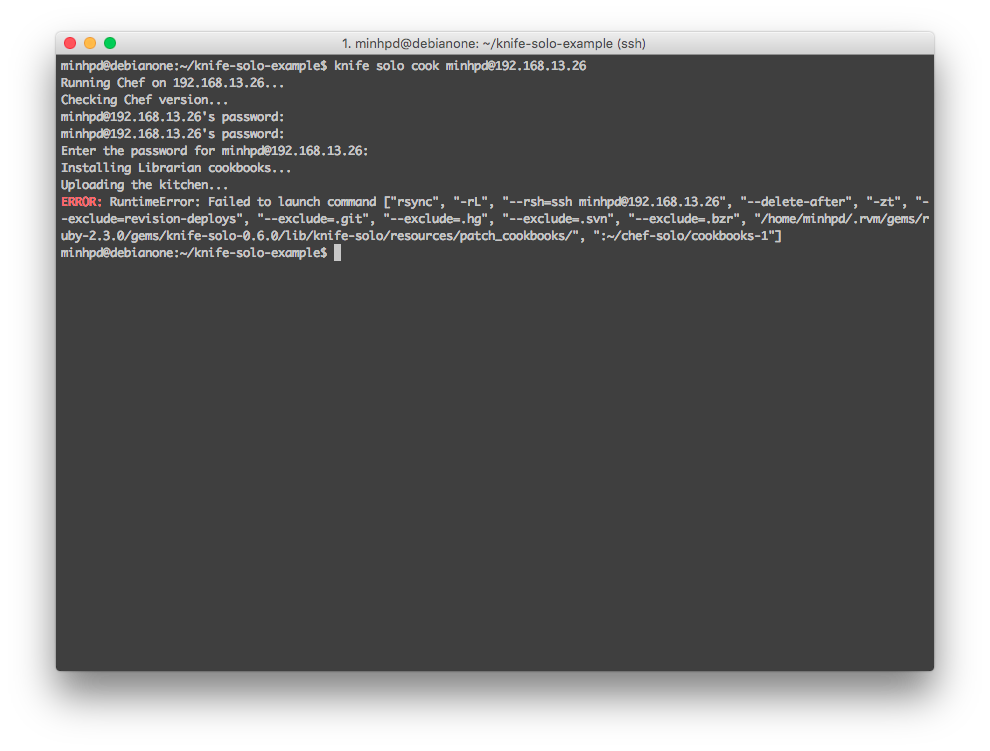 1. minhpd@debianone: ~/knife-solo-example (ssh)
minhpd@debianone:~/knife-solo-example$ knife solo cook minhpd@192.168.13.26
Running Chef on 192.168.13.26...
Checking Chef version...
minhpd@192.168.13.26's password:
minhpd@192.168.13.26's password:
Enter the password for minhpd@192.168.13.26:
Installing Librarian cookbooks...
Uploading the kitchen...
ERROR: RuntimeError: Failed to launch command ["rsync", "-rL", "--rsh=ssh minhpd@192.168.13.26", "--delete-after", "-zt", "-
-exclude=revision-deploys", "--exclude=.git", "--exclude=.hg", "--exclude=.svn", "--exclude=.bzr", "/home/minhpd/.rvm/gems/r
uby-2.3.0/gems/knife-solo-0.6.0/lib/knife-solo/resources/patch_cookbooks/", ":~/chef-solo/cookbooks-1"]
minhpd@debianone:~/knife-solo-example$